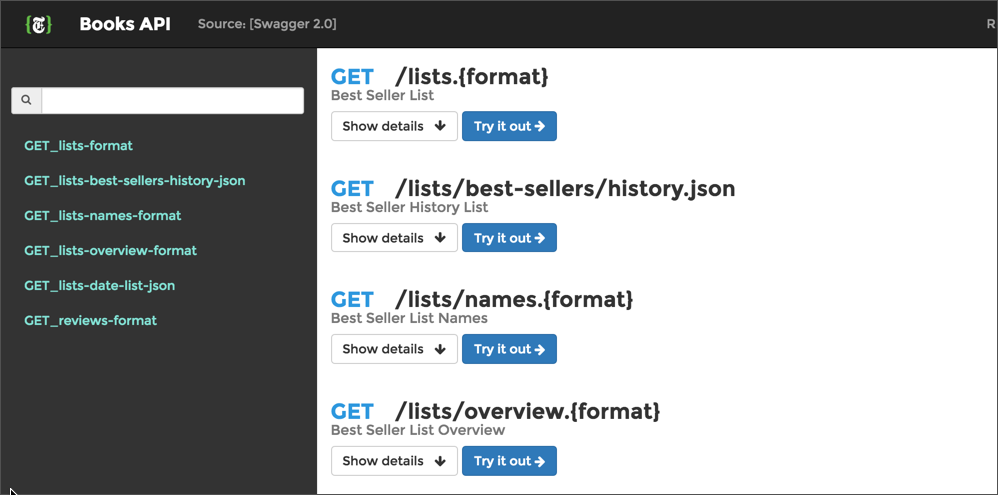 {T} Books API Source: [Swagger 2.0] R
GET_lists-format
GET_lists-best-sellers-history-json
GET_lists-names-format
GET_lists-overview-format
GET_lists-date-list-json
GET_reviews-format
GET /lists.{format}
Best Seller List
Show details Try it out
GET /lists/best-sellers/history.json
Best Seller History List
Show details Try it out
GET /lists/names.{format}
Best Seller List Names
Show details Try it out
GET /lists/overview.{format}
Best Seller List Overview
Show details Try it out